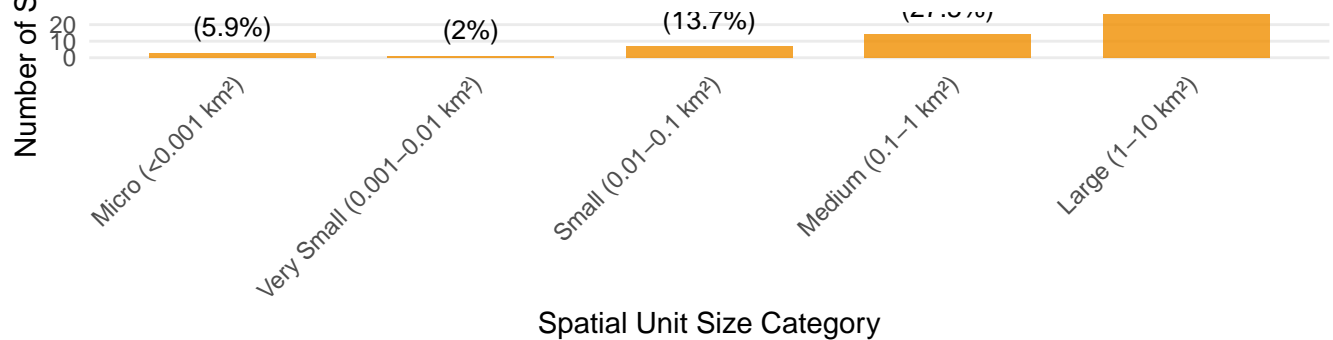 Number of S
20
10
0
(5.9%)
(2%)
(13.7%)
Micro (<0.001 km²)
Very Small (0.001–0.01 km²)
Small (0.01–0.1 km²)
Medium (0.1–1 km²)
Large (1–10 km²)
Spatial Unit Size Category